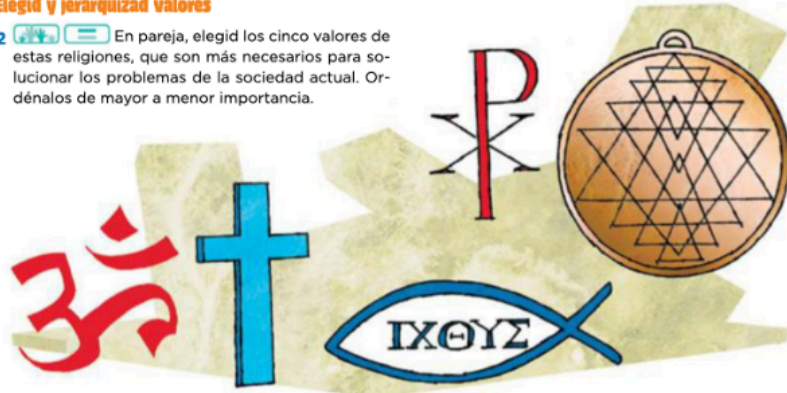 Elegid y jerarquizad valores
2 En pareja, elegid los cinco valores de
estas religiones, que son más necesarios para so-
lucionar los problemas de la sociedad actual. Or-
dénalos de mayor a menor importancia.
ॐ
ΙΧΘΥΣ